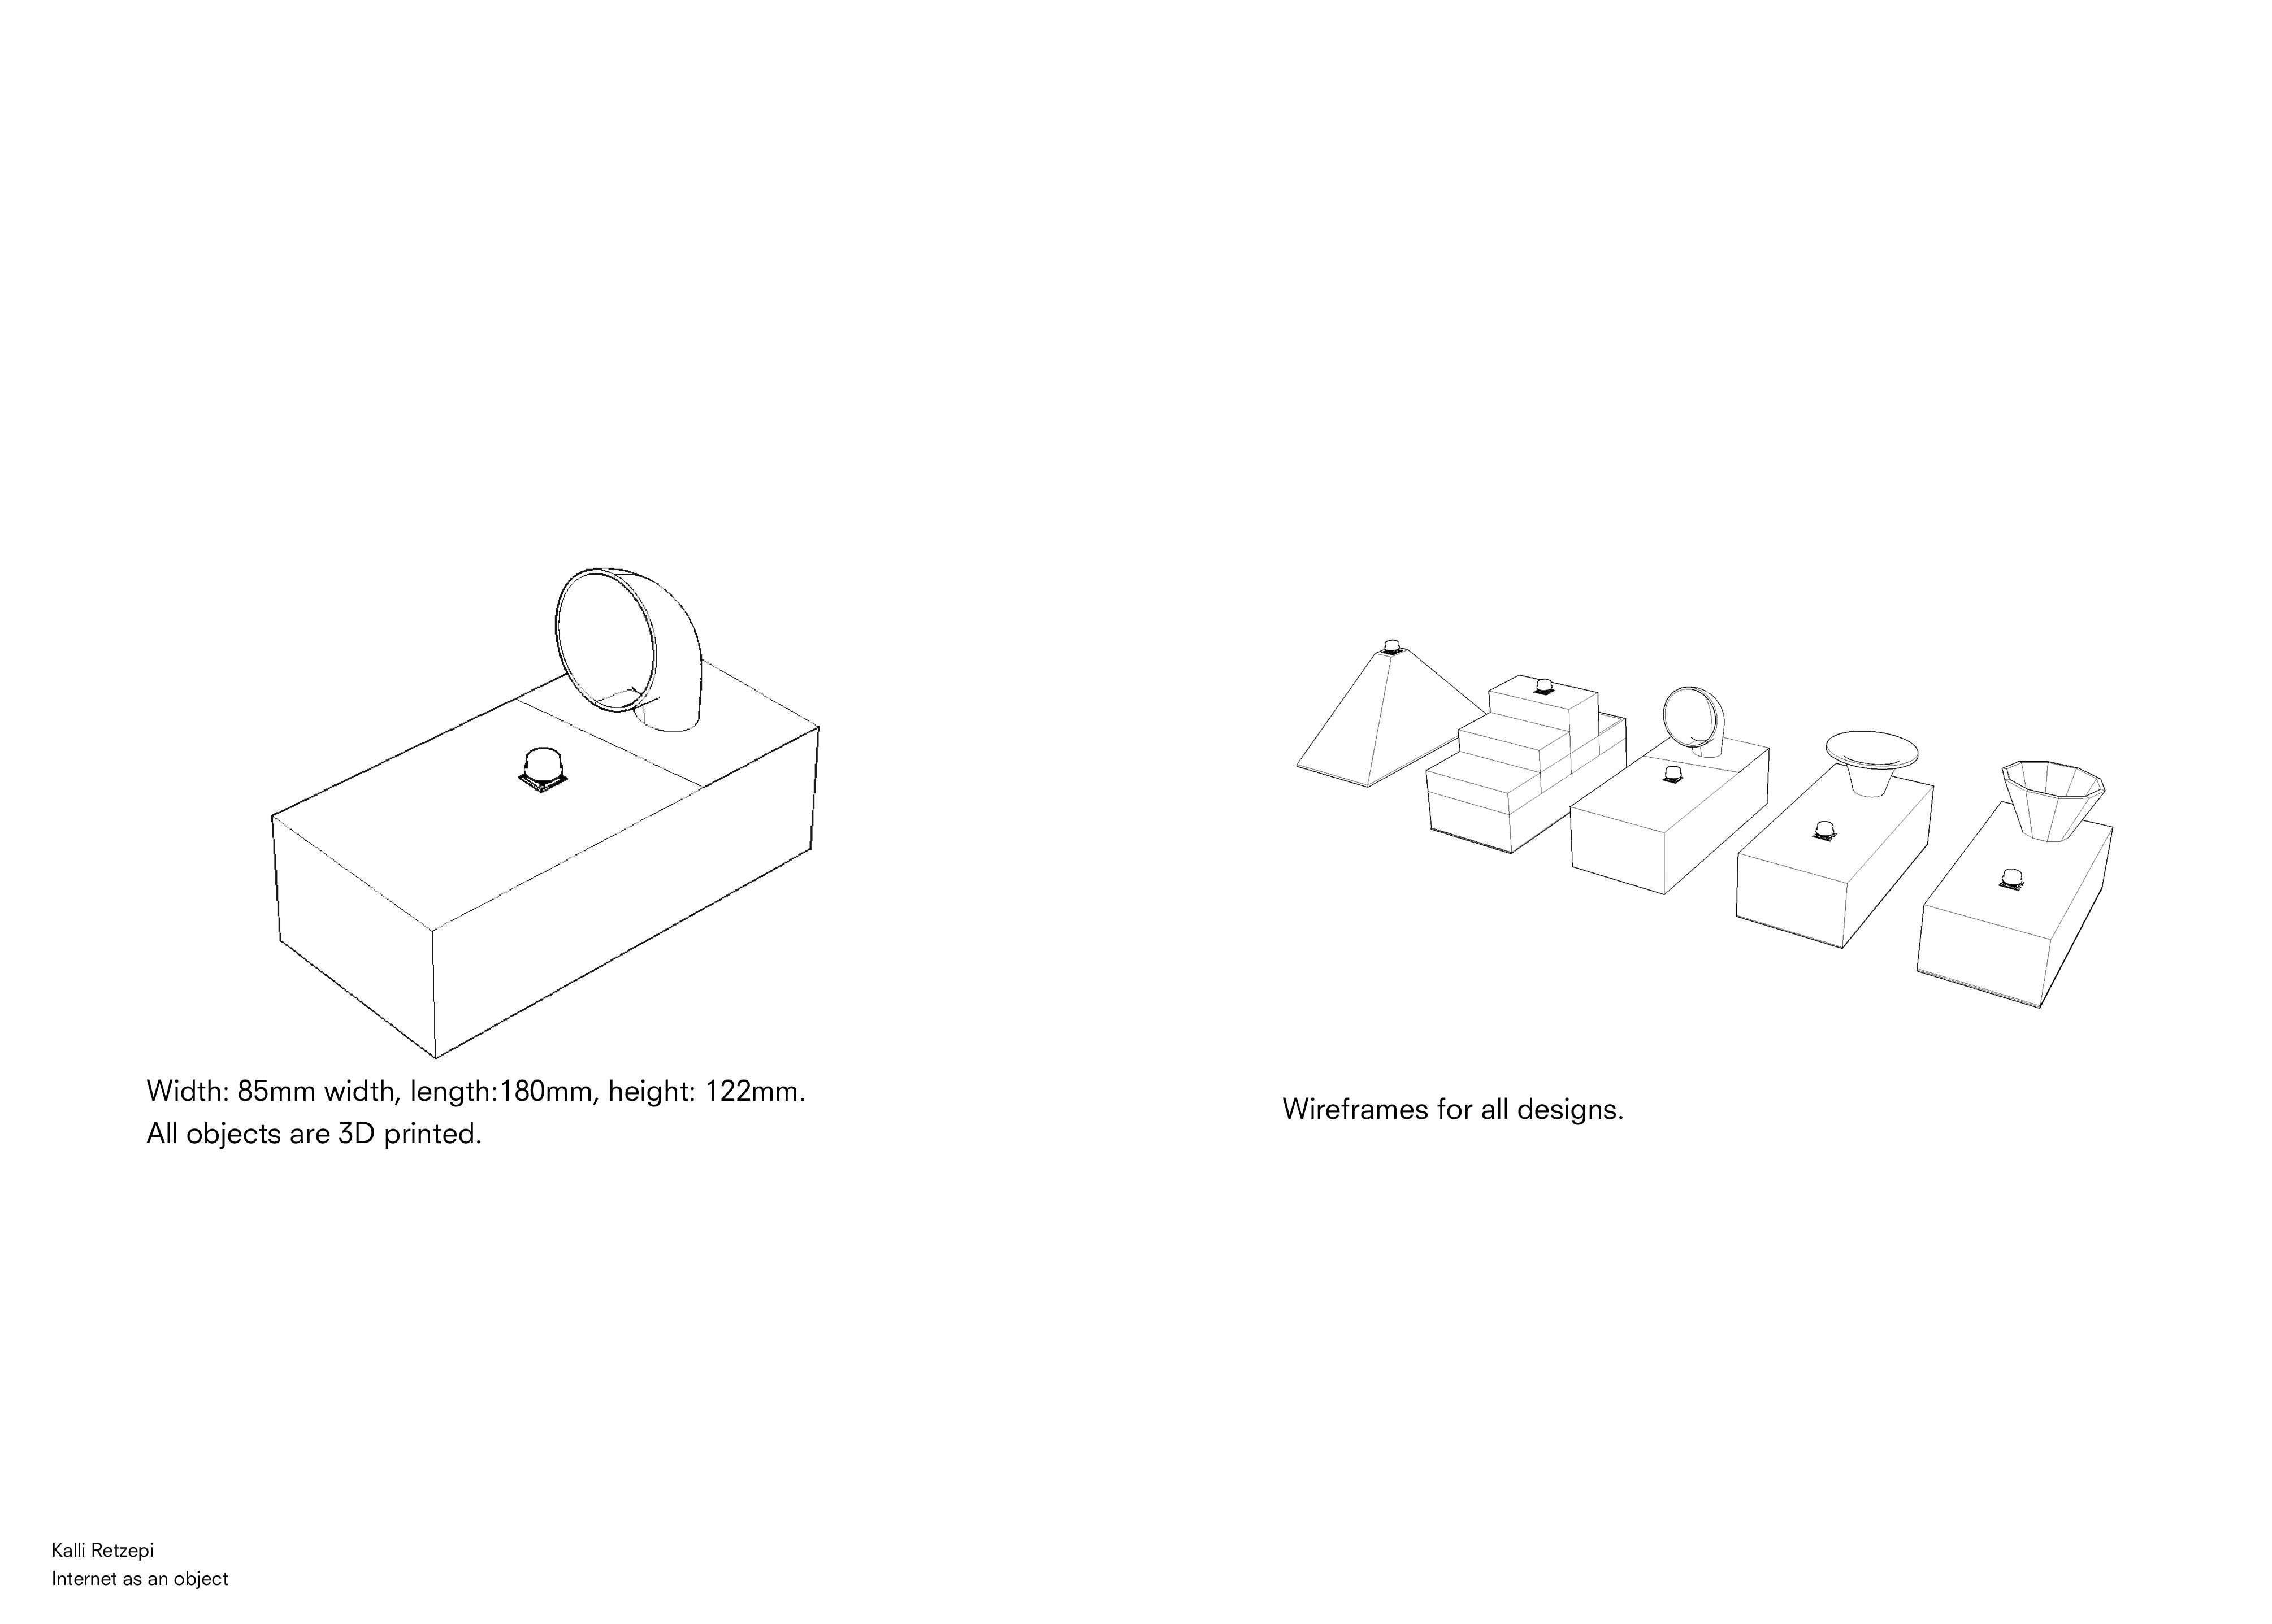 Width: 85mm width, length:180mm, height: 122mm.
All objects are 3D printed.
Wireframes for all designs.
Kalli Retzepi
Internet as an object